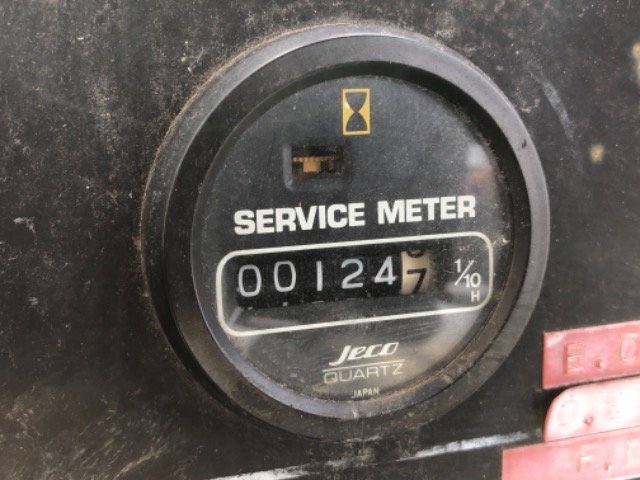 SERVICE METER
001247 1/10 H
Jeco
QUARTZ
JAPAN